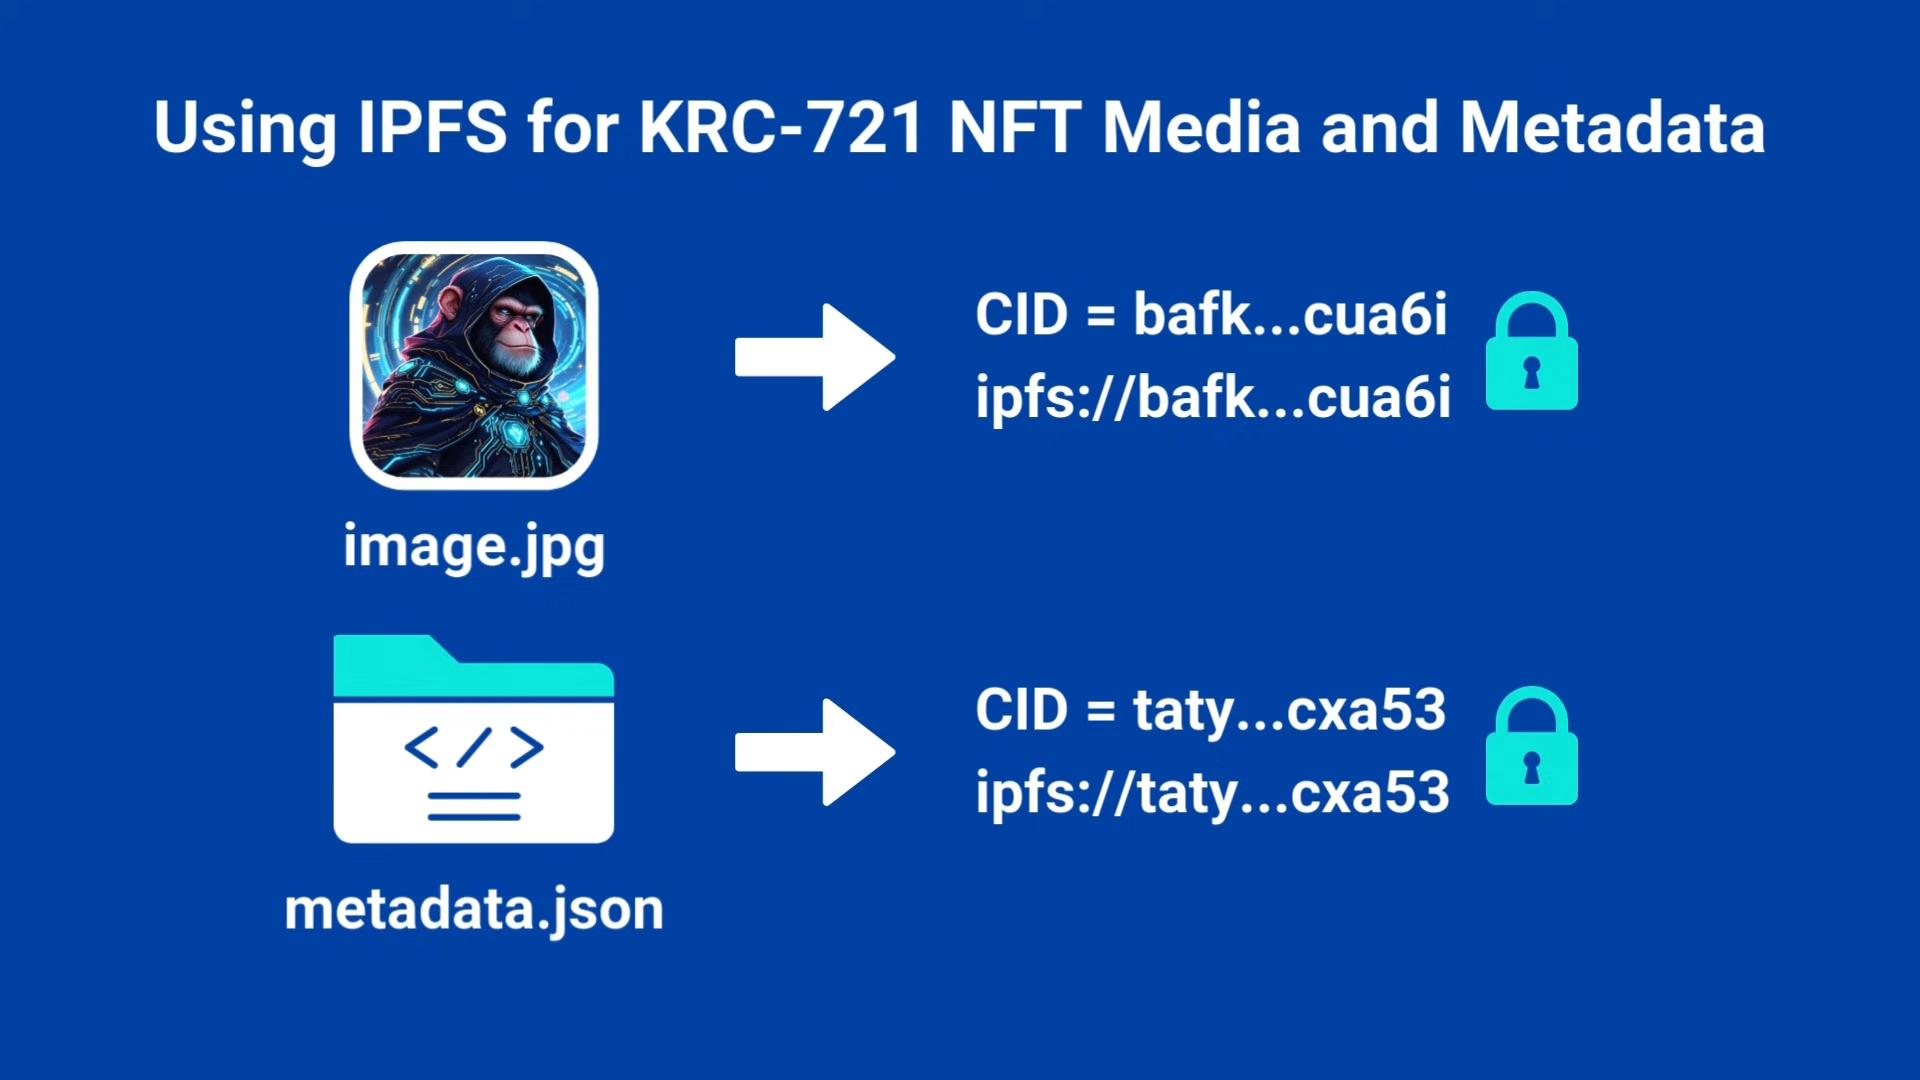 Using IPFS for KRC-721 NFT Media and Metadata
CID = bafk...cua6i
ipfs://bafk...cua6i
image.jpg
</>
CID = taty...cxa53
ipfs://taty...cxa53
metadata.json